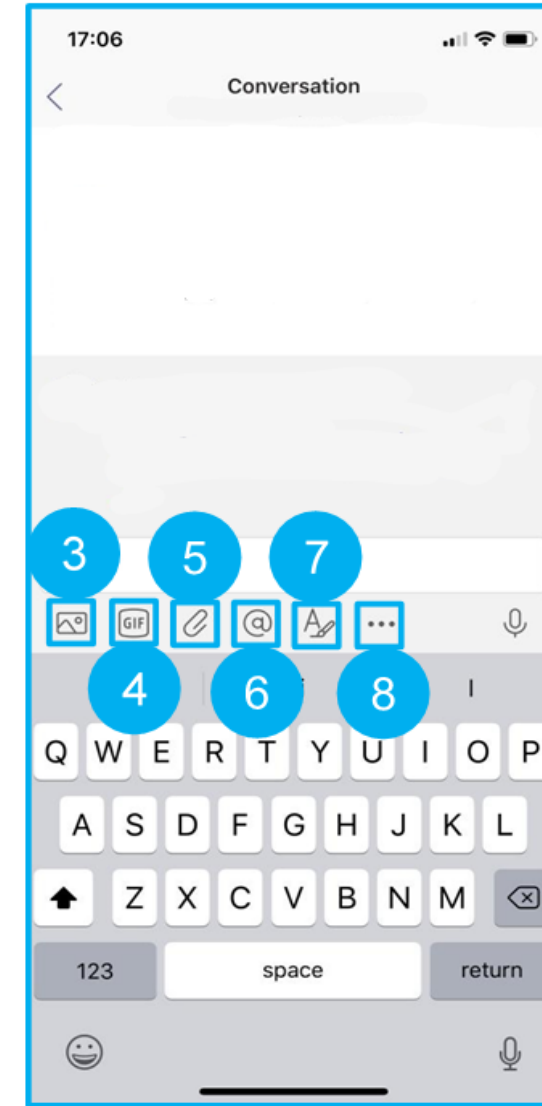 17:06
Conversation
3 5 7
GIF @ A
4 6 8 I
Q W E R T Y U I O P
A S D F G H J K L
Z X C V B N M
123 space return